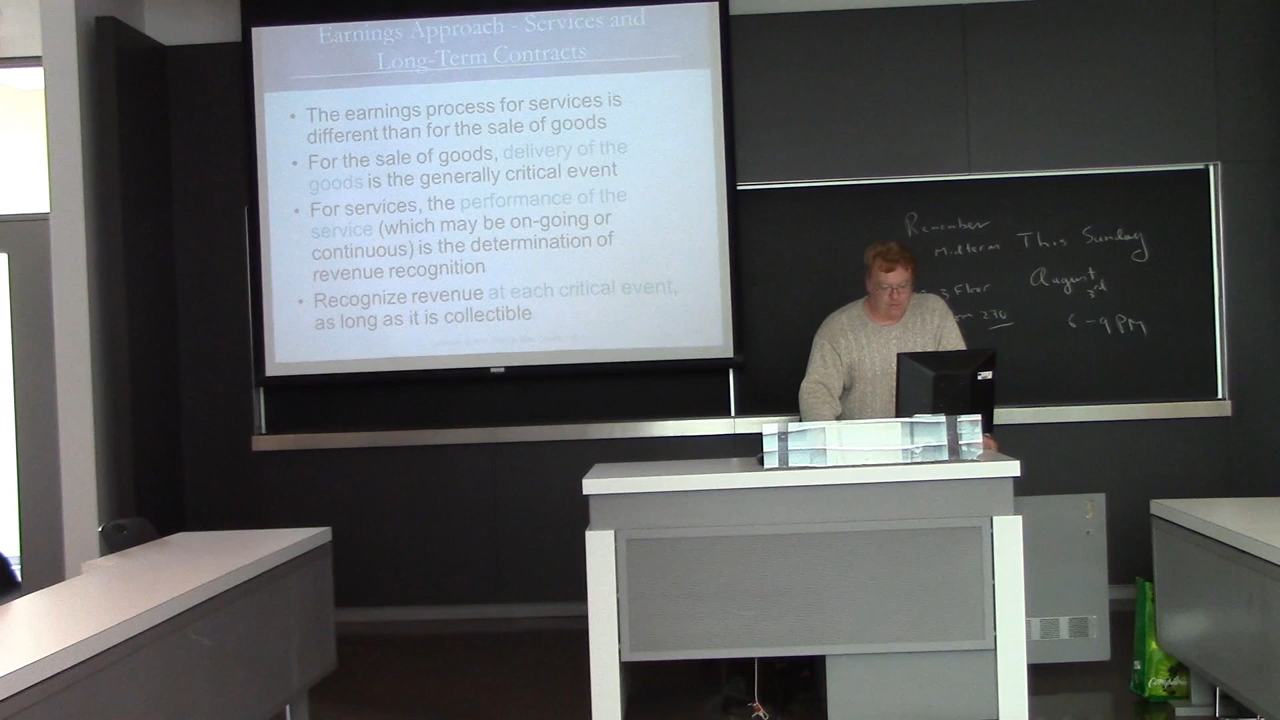 Earnings Approach - Services and
Long-Term Contracts
• The earnings process for services is
different than for the sale of goods
• For the sale of goods, delivery of the
goods is the generally critical event
• For services, the performance of the
service (which may be on-going or
continuous) is the determination of
revenue recognition
• Recognize revenue at each critical event,
as long as it is collectible
Remember
Midterm This Sunday
August 3rd
3 Floor
270
6-9 PM